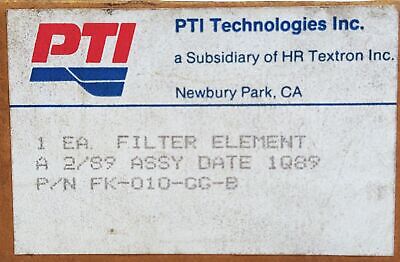 PTI
PTI Technologies Inc.
a Subsidiary of HR Textron Inc.
Newbury Park, CA
1 EA. FILTER ELEMENT
A 2/89 ASSY DATE 1Q89
P/N FK-010-GG-B